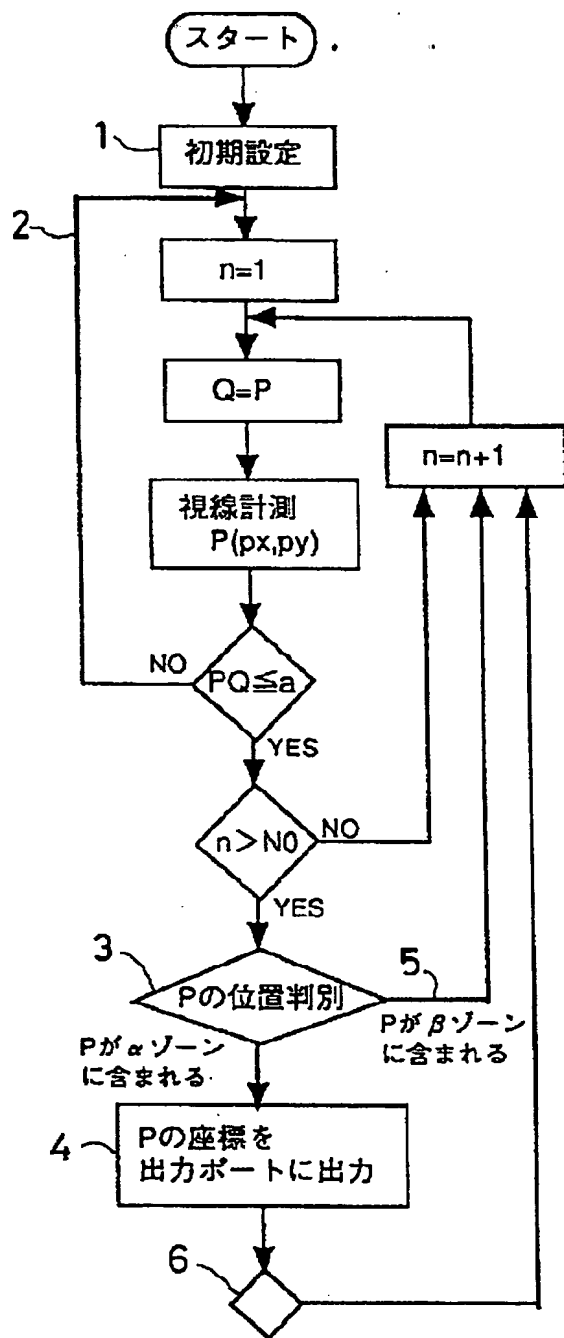 スタート
1
初期設定
2
n=1
Q=P
n=n+1
視線計測
P(px,py)
NO
PQ≦a
YES
n>N0
NO
YES
3
Pの位置判別
5
Pがαゾーン
に含まれる
Pがβゾーン
に含まれる
4
Pの座標を
出力ポートに出力
6